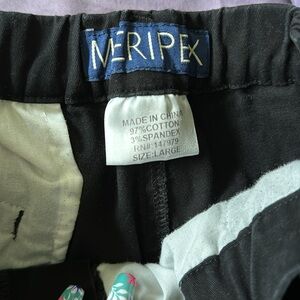 MERIPEX
MADE IN CHINA
97%COTTON
3%SPANDEX
RN#:147979
SIZE:LARGE